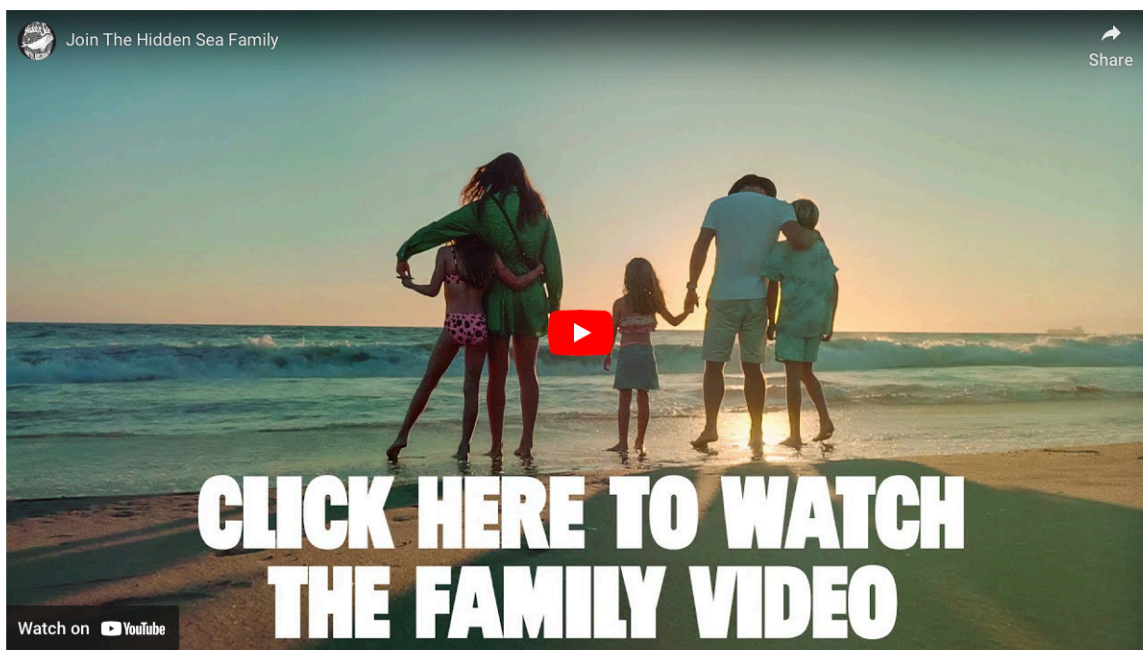 Join The Hidden Sea Family
Share
CLICK HERE TO WATCH
THE FAMILY VIDEO
Watch on YouTube